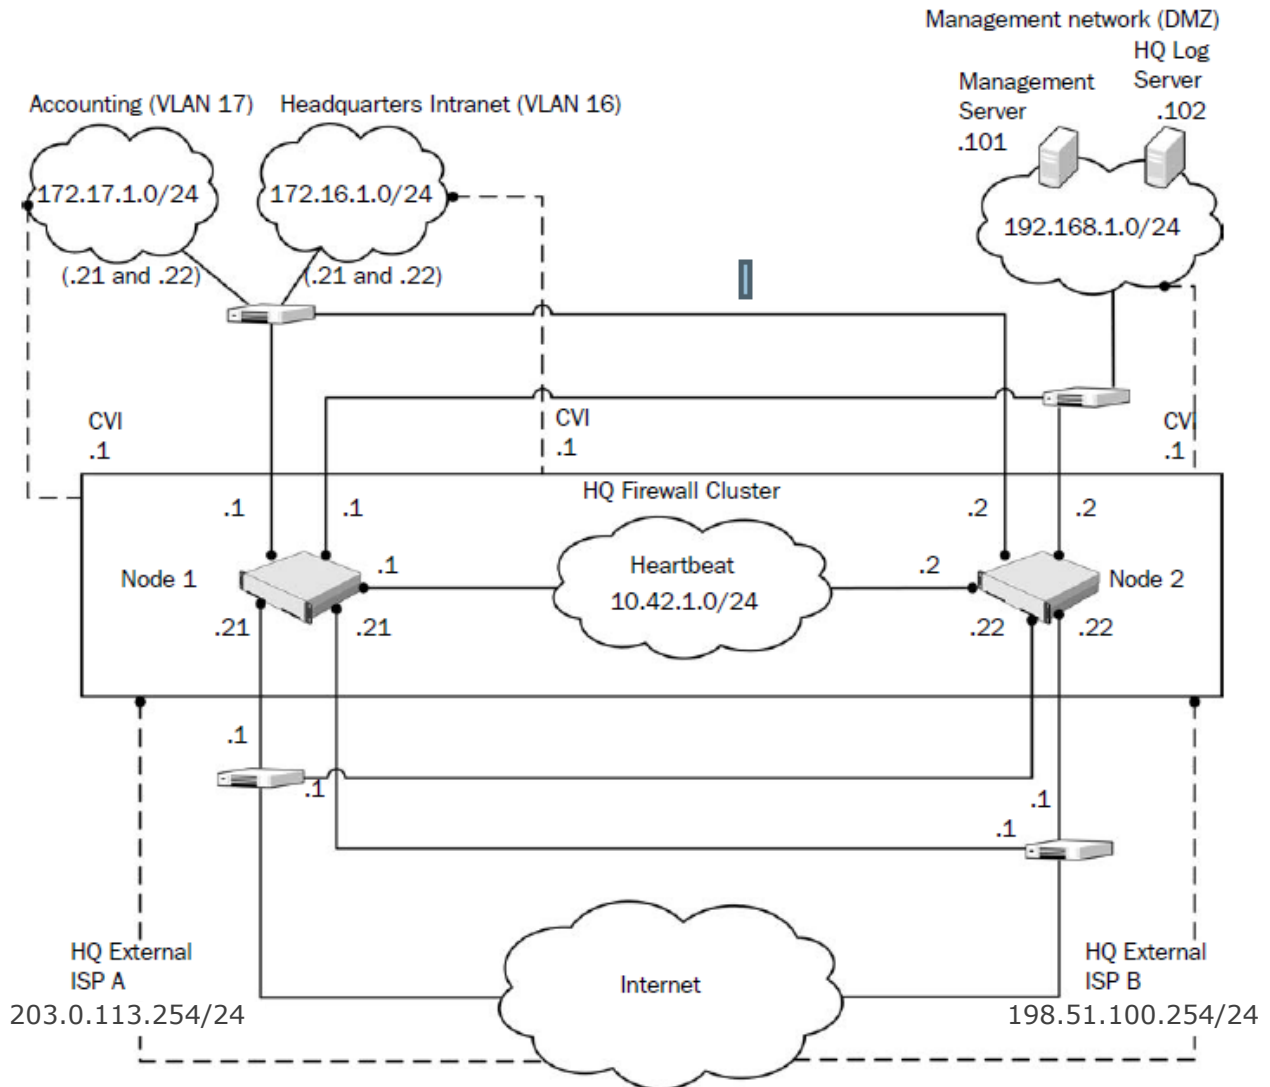 Management network (DMZ)
HQ Log
Server
.102
Management
Server
.101
Accounting (VLAN 17)
Headquarters Intranet (VLAN 16)
172.17.1.0/24
172.16.1.0/24
192.168.1.0/24
(.21 and .22)
(.21 and .22)
CVI
.1
CVI
.1
CVI
.1
HQ Firewall Cluster
.1
.1
.2
.2
Node 1
.1
Heartbeat
10.42.1.0/24
.2
Node 2
.21
.21
.22
.22
.1
.1
.1
.1
HQ External
ISP A
203.0.113.254/24
Internet
HQ External
ISP B
198.51.100.254/24